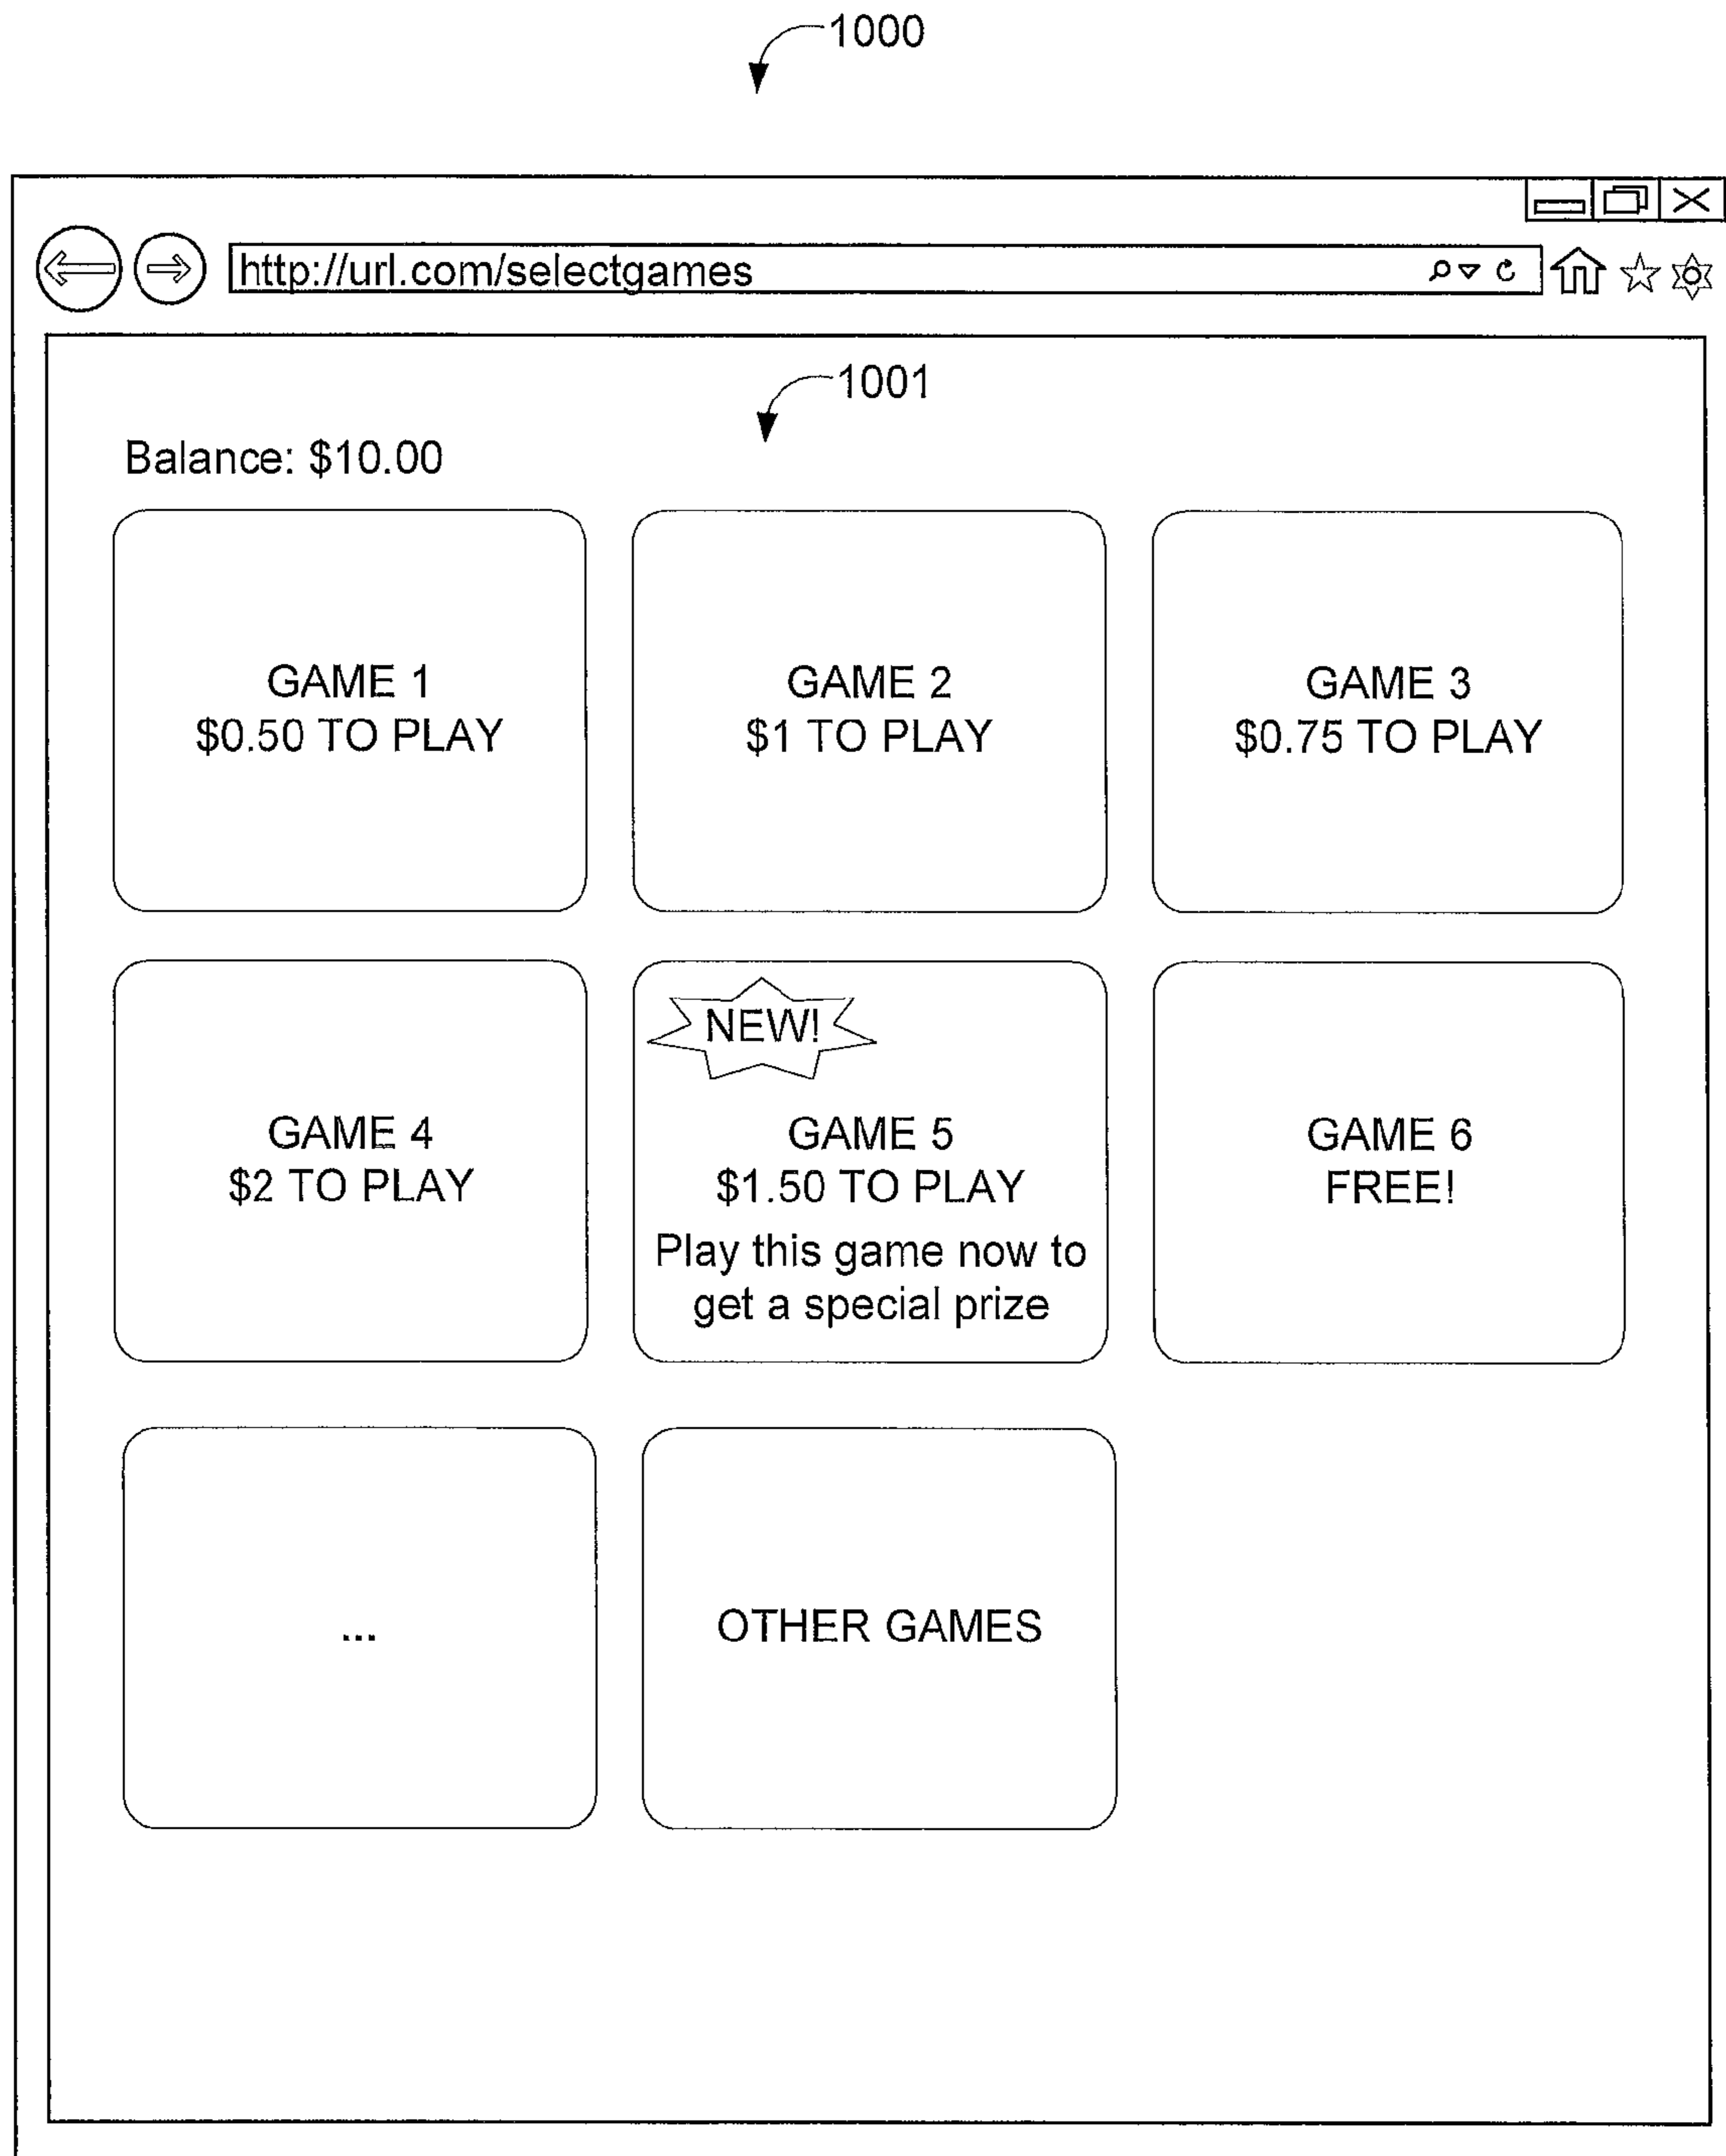 1000
http://url.com/selectgames
1001
Balance: $10.00
GAME 1
$0.50 TO PLAY
GAME 2
$1 TO PLAY
GAME 3
$0.75 TO PLAY
GAME 4
$2 TO PLAY
NEW!
GAME 5
$1.50 TO PLAY
Play this game now to
get a special prize
GAME 6
FREE!
...
OTHER GAMES